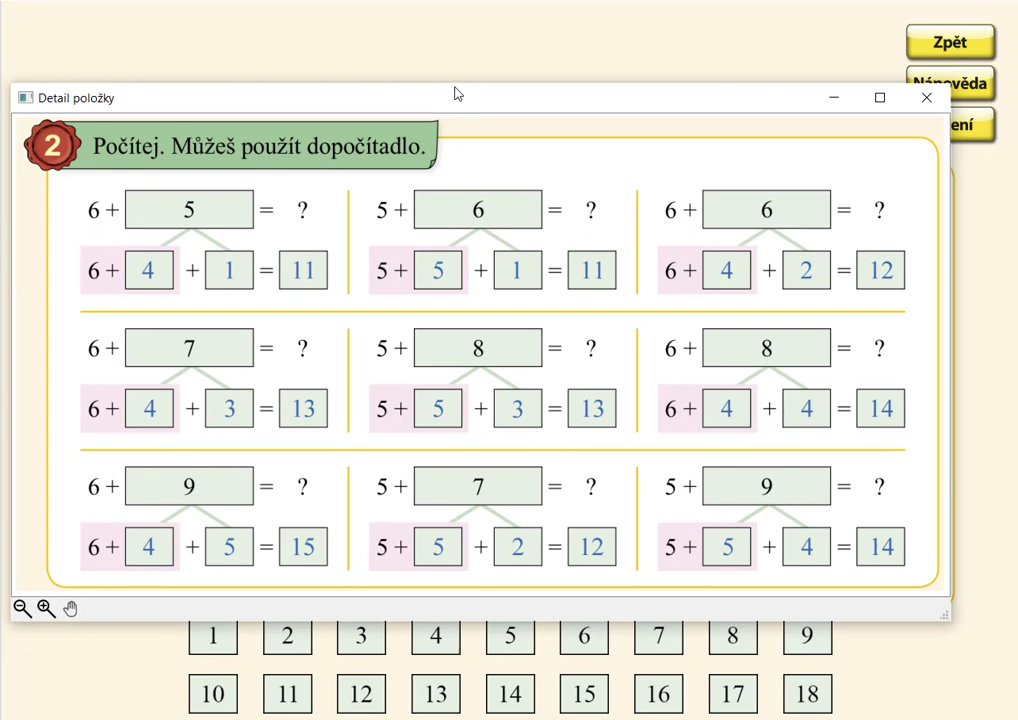 Zpět
Nápověda
ení
Detail položky
2 Počítej. Můžeš použít dopočítadlo.
6 + 5 = ? 5 + 6 = ? 6 + 6 = ?
6 + 4 + 1 = 11 5 + 5 + 1 = 11 6 + 4 + 2 = 12
6 + 7 = ? 5 + 8 = ? 6 + 8 = ?
6 + 4 + 3 = 13 5 + 5 + 3 = 13 6 + 4 + 4 = 14
6 + 9 = ? 5 + 7 = ? 5 + 9 = ?
6 + 4 + 5 = 15 5 + 5 + 2 = 12 5 + 5 + 4 = 14
1 2 3 4 5 6 7 8 9
10 11 12 13 14 15 16 17 18